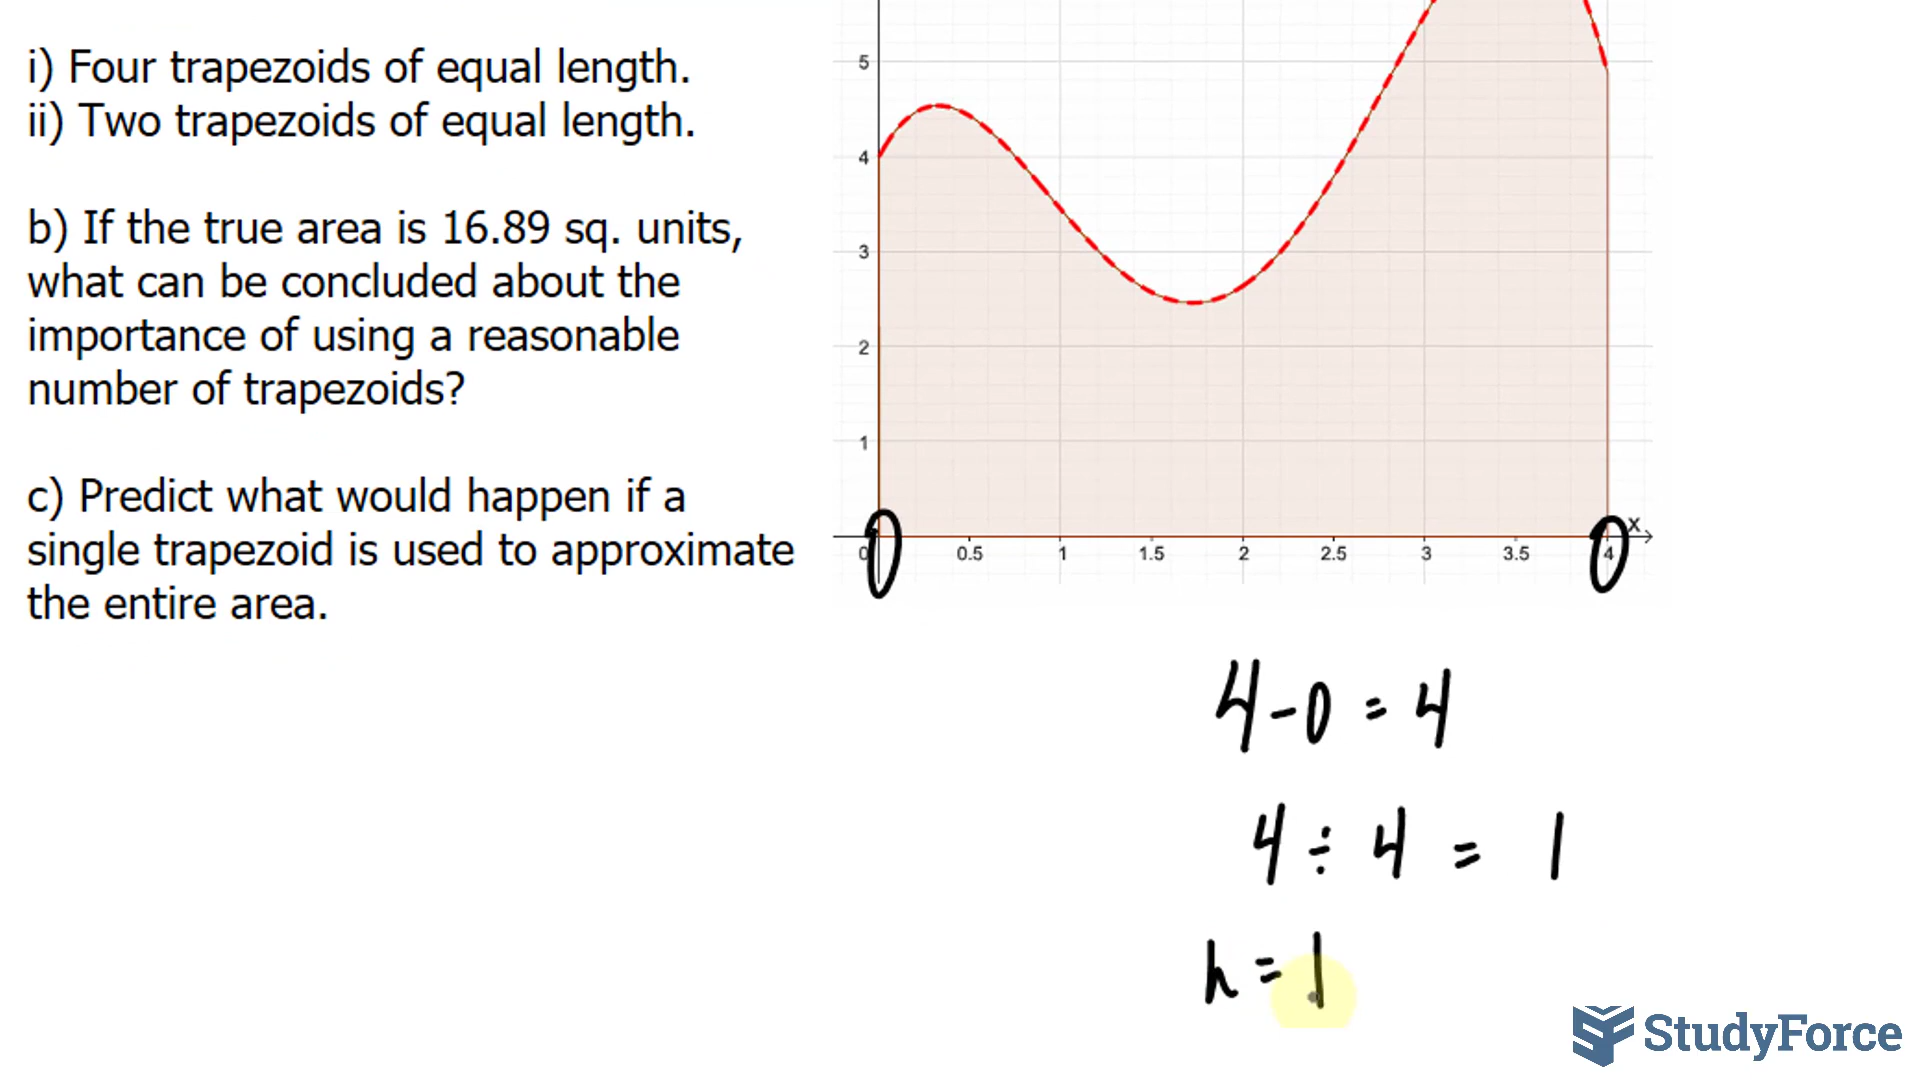 i) Four trapezoids of equal length.
ii) Two trapezoids of equal length.
b) If the true area is 16.89 sq. units,
what can be concluded about the
importance of using a reasonable
number of trapezoids?
c) Predict what would happen if a
single trapezoid is used to approximate
the entire area.
5
4
3
2
1
x
0 0.5 1 1.5 2 2.5 3 3.5 4
4 - 0 = 4
4 ÷ 4 = 1
h = 1
StudyForce